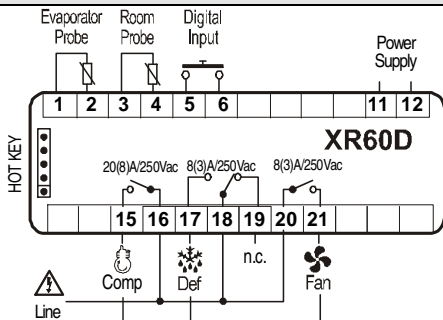 Evaporator Probe
Room Probe
Digital Input
Power Supply
1 2 3 4 5 6 11 12
XR60D
HOT KEY
20(8)A/250Vac 8(3)A/250Vac 8(3)A/250Vac
15 16 17 18 19 20 21
Comp Def n.c. Fan
Line